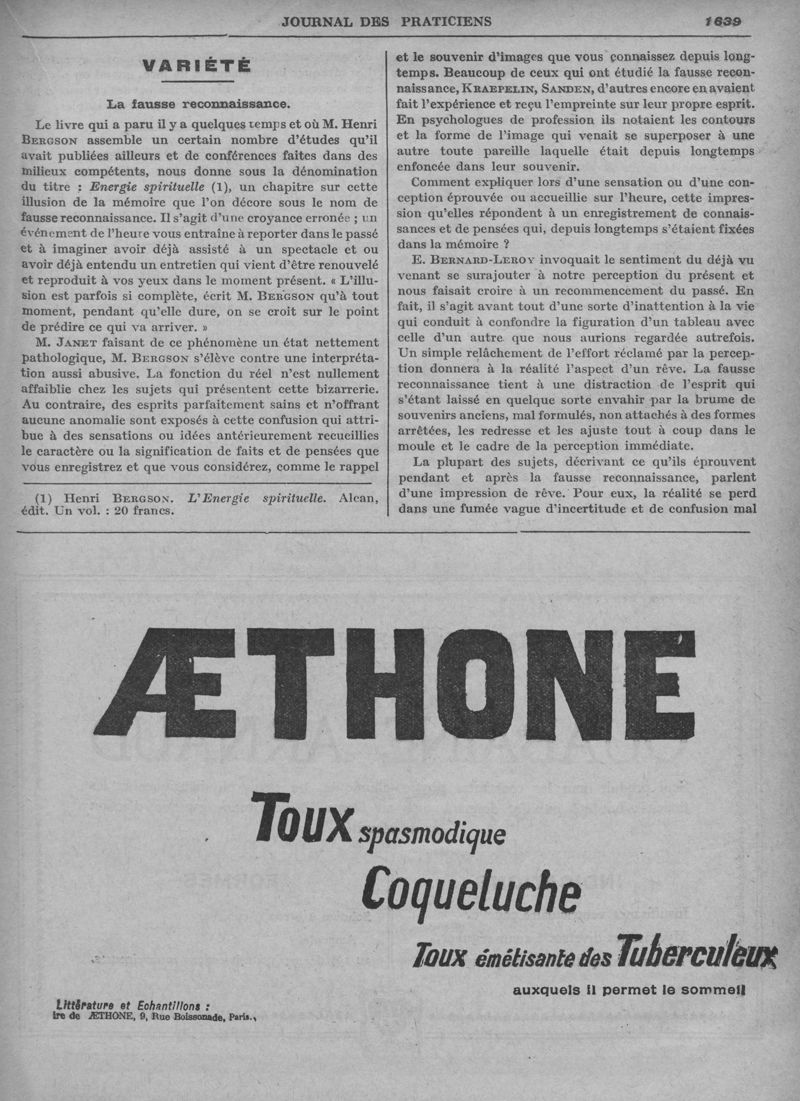 JOURNAL DES PRATICIENS 1639
VARIÉTÉ
La fausse reconnaissance.
Le livre qui a paru il y a quelques temps et où M. Henri
BERGSON assemble un certain nombre d'études qu'il
avait publiées ailleurs et de conférences faites dans des
milieux compétents, nous donne sous la dénomination
du titre : Energie spirituelle (1), un chapitre sur cette
illusion de la mémoire que l'on décore sous le nom de
fausse reconnaissance. Il s'agit d'une croyance erronée ; un
événement de l'heure vous entraîne à reporter dans le passé
et à imaginer avoir déjà assisté à un spectacle et ou
avoir déjà entendu un entretien qui vient d'être renouvelé
et reproduit à vos yeux dans le moment présent. « L'illu-
sion est parfois si complète, écrit M. BERGSON qu'à tout
moment, pendant qu'elle dure, on se croit sur le point
de prédire ce qui va arriver. »
M. JANET faisant de ce phénomène un état nettement
pathologique, M. BERGSON s'élève contre une interpréta-
tion aussi abusive. La fonction du réel n'est nullement
affaiblie chez les sujets qui présentent cette bizarrerie.
Au contraire, des esprits parfaitement sains et n'offrant
aucune anomalie sont exposés à cette confusion qui attri-
bue à des sensations ou idées antérieurement recueillies
le caractère ou la signification de faits et de pensées que
vous enregistrez et que vous considérez, comme le rappel
(1) Henri BERGSON. L'Energie spirituelle. Alcan,
édit. Un vol. : 20 francs.
et le souvenir d'images que vous connaissez depuis long-
temps. Beaucoup de ceux qui ont étudié la fausse recon-
naissance, KRAEPELIN, SANDEN, d'autres encore en avaient
fait l'expérience et reçu l'empreinte sur leur propre esprit.
En psychologues de profession ils notaient les contours
et la forme de l'image qui venait se superposer à une
autre toute pareille laquelle était depuis longtemps
enfoncée dans leur souvenir.
Comment expliquer lors d'une sensation ou d'une con-
ception éprouvée ou accueillie sur l'heure, cette impres-
sion qu'elles répondent à un enregistrement de connais-
sances et de pensées qui, depuis longtemps s'étaient fixées
dans la mémoire ?
E. BERNARD-LEROY invoquait le sentiment du déjà vu
venant se surajouter à notre perception du présent et
nous faisait croire à un recommencement du passé. En
fait, il s'agit avant tout d'une sorte d'inattention à la vie
qui conduit à confondre la figuration d'un tableau avec
celle d'un autre que nous aurions regardée autrefois.
Un simple relâchement de l'effort réclamé par la percep-
tion donnera à la réalité l'aspect d'un rêve. La fausse
reconnaissance tient à une distraction de l'esprit qui
s'étant laissé en quelque sorte envahir par la brume de
souvenirs anciens, mal formulés, non attachés à des formes
arrêtées, les redresse et les ajuste tout à coup dans le
moule et le cadre de la perception immédiate.
La plupart des sujets, décrivant ce qu'ils éprouvent
pendant et après la fausse reconnaissance, parlent
d'une impression de rêve. Pour eux, la réalité se perd
dans une fumée vague d'incertitude et de confusion mal
ÆTHONE
Toux spasmodique
Coqueluche
Toux émétisante des Tuberculeux
auxquels il permet le sommeil
Littérature et Echantillons :
ire de ÆTHONE, 9, Rue Boissonade, Paris.